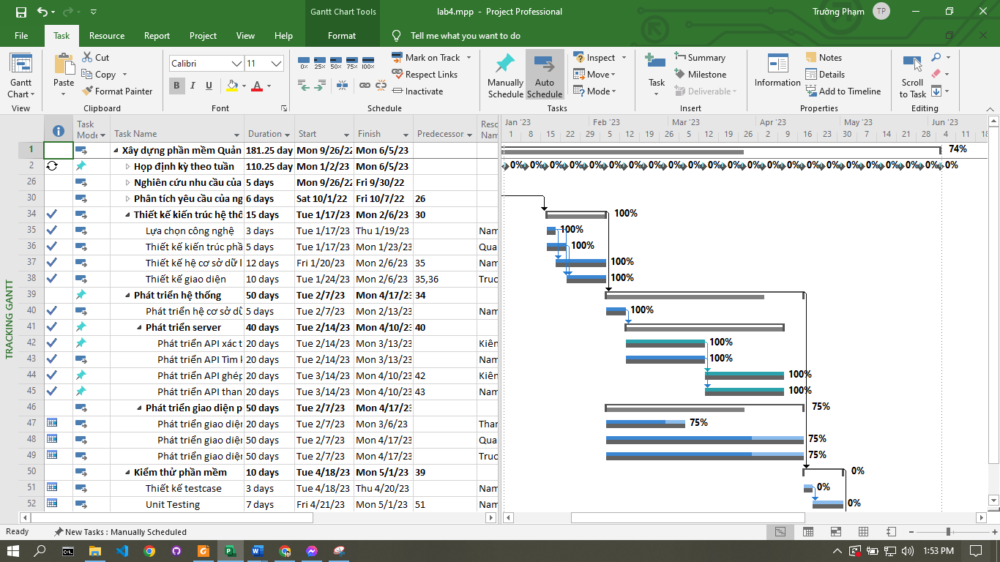 Gantt Chart Tools lab4.mpp - Project Professional Trường Phạm TP
File Task Resource Report Project View Help Format Tell me what you want to do
Gantt Chart Paste Cut Copy Format Painter
Calibri 11
B I U A
0% 25% 50% 75% 100%
Mark on Track Respect Links Inactivate
Manually Schedule Auto Schedule Inspect Move Mode
Task Summary Milestone Deliverable
Information Notes Details Add to Timeline
Scroll to Task
View Clipboard Font Schedule Tasks Insert Properties Editing
Task Mode Task Name Duration Start Finish Predecessor Resc Nam
Jan '23 Feb '23 Mar '23 Apr '23 May '23 Jun '23
1 8 15 22 29 5 12 19 26 5 12 19 26 2 9 16 23 30 7 14 21 28 4 11 18
TRACKING GANTT
1 Xây dựng phần mềm Quản 181.25 day Mon 9/26/22 Mon 6/5/23 74%
2 Họp định kỳ theo tuần 110.25 day Mon 1/2/23 Mon 6/5/23 0% 0% 0% 0% 0% 0% 0% 0% 0% 0% 0% 0% 0% 0% 0% 0% 0% 0% 0% 0% 0% 0% 0%
26 Nghiên cứu nhu cầu của 5 days Mon 9/26/22 Fri 9/30/22
30 Phân tích yêu cầu của ng 6 days Sat 10/1/22 Fri 10/7/22 26
34 Thiết kế kiến trúc hệ thố 15 days Tue 1/17/23 Mon 2/6/23 30 100%
35 Lựa chọn công nghệ 3 days Tue 1/17/23 Thu 1/19/23 Nam 100%
36 Thiết kế kiến trúc phầ 5 days Tue 1/17/23 Mon 1/23/23 Qua 100%
37 Thiết kế hệ cơ sở dữ l 12 days Fri 1/20/23 Mon 2/6/23 35 Nam 100%
38 Thiết kế giao diện 10 days Tue 1/24/23 Mon 2/6/23 35,36 Truc 100%
39 Phát triển hệ thống 50 days Tue 2/7/23 Mon 4/17/23 34
40 Phát triển hệ cơ sở dữ 5 days Tue 2/7/23 Mon 2/13/23 Nam 100%
41 Phát triển server 40 days Tue 2/14/23 Mon 4/10/23 40
42 Phát triển API xác t 20 days Tue 2/14/23 Mon 3/13/23 Kiên 100%
43 Phát triển API Tìm k 20 days Tue 2/14/23 Mon 3/13/23 Nam 100%
44 Phát triển API ghép 20 days Tue 3/14/23 Mon 4/10/23 42 Kiên 100%
45 Phát triển API than 20 days Tue 3/14/23 Mon 4/10/23 43 Nam 100%
46 Phát triển giao diện p 50 days Tue 2/7/23 Mon 4/17/23 75%
47 Phát triển giao diện 20 days Tue 2/7/23 Mon 3/6/23 Than 75%
48 Phát triển giao diện 50 days Tue 2/7/23 Mon 4/17/23 Qua 75%
49 Phát triển giao diện 50 days Tue 2/7/23 Mon 4/17/23 Truc 75%
50 Kiểm thử phần mềm 10 days Tue 4/18/23 Mon 5/1/23 39 0%
51 Thiết kế testcase 3 days Tue 4/18/23 Thu 4/20/23 Nam 0%
52 Unit Testing 7 days Fri 4/21/23 Mon 5/1/23 51 Nam 0%
Ready New Tasks : Manually Scheduled
1:53 PM